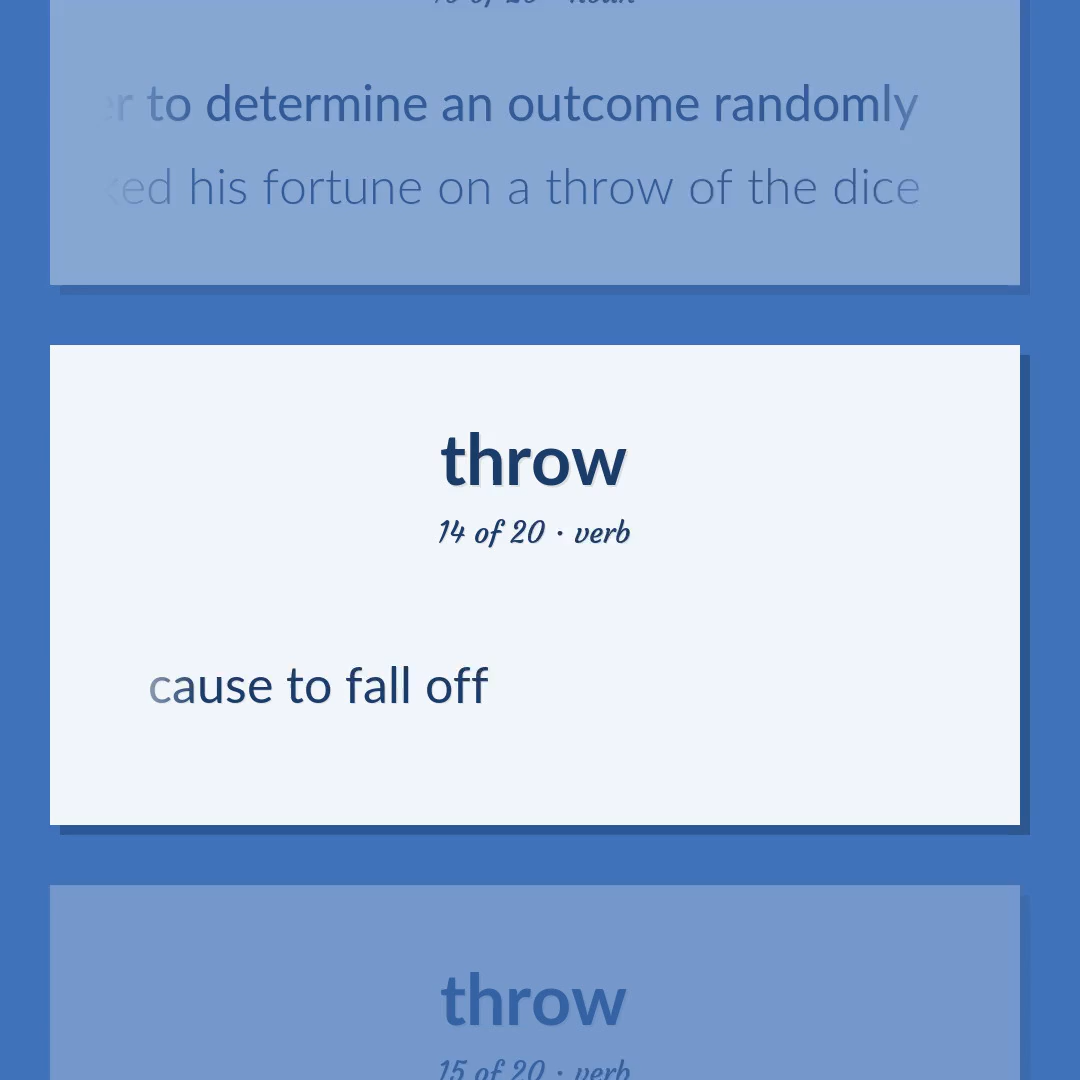 to determine an outcome randomly
his fortune on a throw of the dice
throw
14 of 20 · verb
cause to fall off
throw
15 of 20 · verb